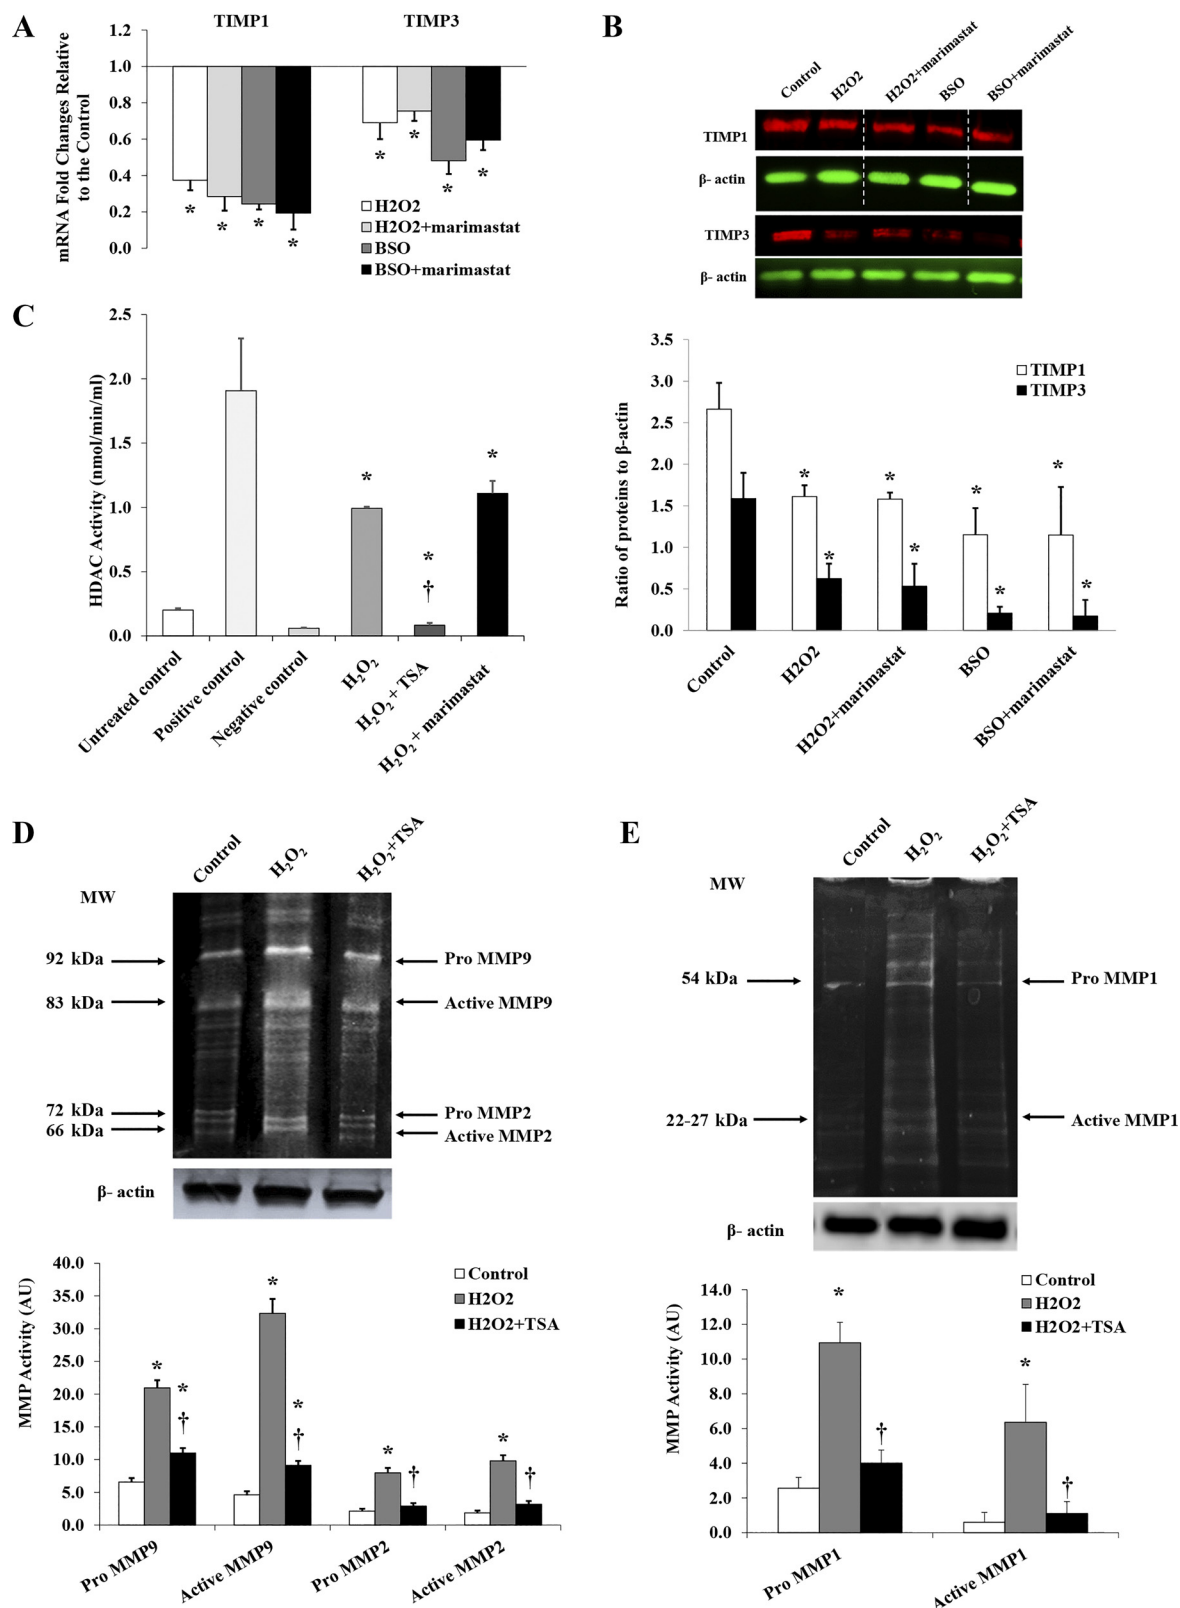 A
TIMP1
TIMP3
mRNA Fold Changes Relative
to the Control
1.2
1.0
0.8
0.6
0.4
0.2
0.0
*
*
*
*
*
*
*
*
H2O2
H2O2+marimastat
BSO
BSO+marimastat
B
Control
H2O2
H2O2+marimastat
BSO
BSO+marimastat
TIMP1
β- actin
TIMP3
β- actin
Ratio of proteins to β-actin
3.5
3.0
2.5
2.0
1.5
1.0
0.5
0.0
TIMP1
TIMP3
*
*
*
*
*
*
*
*
Control
H2O2
H2O2+marimastat
BSO
BSO+marimastat
C
HDAC Activity (nmol/min/ml)
2.5
2.0
1.5
1.0
0.5
0.0
*
*
†
*
Untreated control
Positive control
Negative control
H₂O₂
H₂O₂ + TSA
H₂O₂ + marimastat
D
Control
H₂O₂
H₂O₂+TSA
MW
92 kDa
Pro MMP9
83 kDa
Active MMP9
72 kDa
Pro MMP2
66 kDa
Active MMP2
β- actin
MMP Activity (AU)
40.0
35.0
30.0
25.0
20.0
15.0
10.0
5.0
0.0
Control
H2O2
H2O2+TSA
*
*
†
*
*
†
*
†
*
†
Pro MMP9
Active MMP9
Pro MMP2
Active MMP2
E
Control
H₂O₂
H₂O₂+TSA
MW
54 kDa
Pro MMP1
22-27 kDa
Active MMP1
β- actin
MMP Activity (AU)
14.0
12.0
10.0
8.0
6.0
4.0
2.0
0.0
Control
H2O2
H2O2+TSA
*
†
*
†
Pro MMP1
Active MMP1